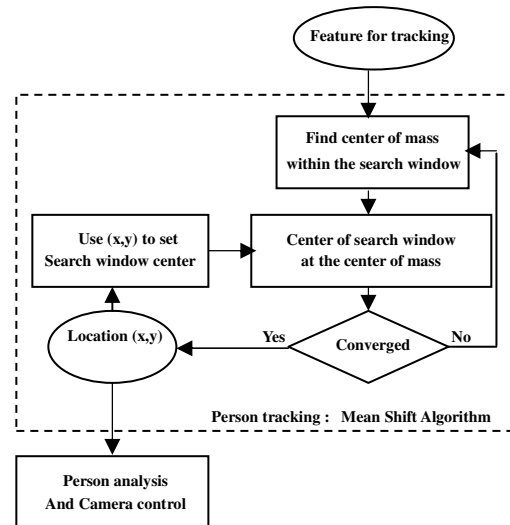 Feature for tracking
Find center of mass
within the search window
Use (x,y) to set
Search window center
Center of search window
at the center of mass
Location (x,y)
Yes
Converged
No
Person tracking : Mean Shift Algorithm
Person analysis
And Camera control